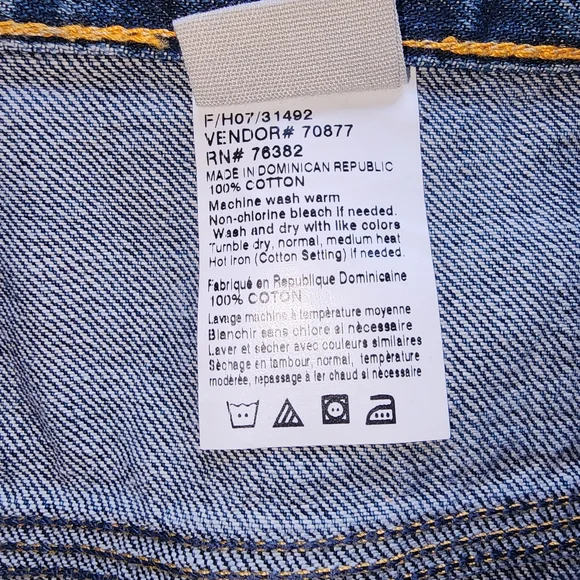 F/H07/31492
VENDOR# 70877
RN# 76382
MADE IN DOMINICAN REPUBLIC
100% COTTON
Machine wash warm
Non-chlorine bleach if needed.
Wash and dry with like colors
Tumble dry, normal, medium heat
Hot iron (Cotton Setting) if needed.
Fabriqué en Republique Dominicaine
100% COTON
Lavage machine à température moyenne
Blanchir sans chlore si nécessaire
Laver et sécher avec couleurs similaires
Séchage en tambour, normal, température
modérée, repassage à fer chaud si nécessaire